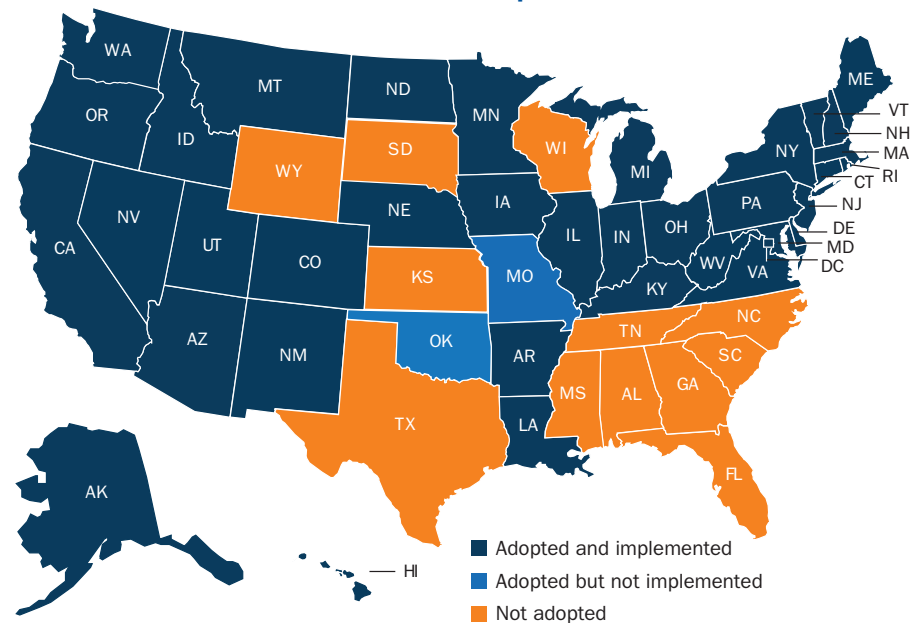 WA
MT
ND
MN
ME
VT
NH
MA
RI
CT
NJ
DE
MD
DC
OR
ID
WY
SD
WI
MI
NY
PA
NV
UT
CO
NE
IA
IL
IN
OH
WV
VA
KY
CA
AZ
NM
KS
MO
OK
AR
TN
NC
SC
TX
LA
MS
AL
GA
FL
AK
HI
Adopted and implemented
Adopted but not implemented
Not adopted